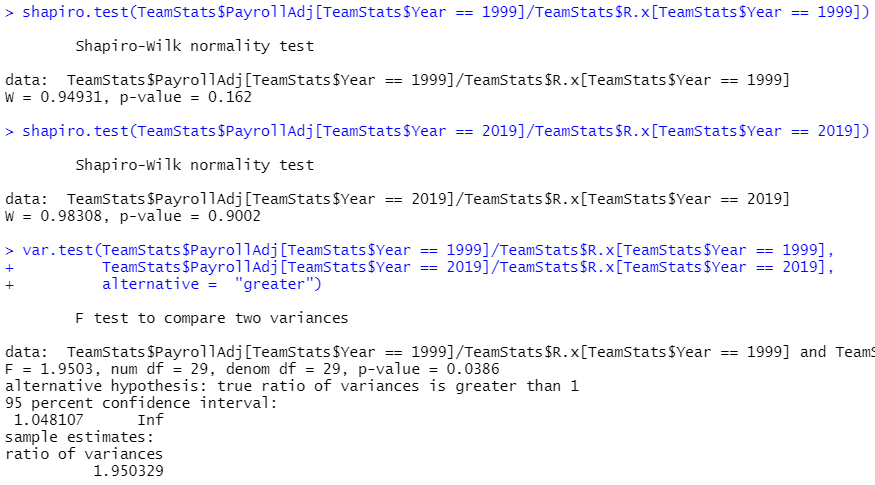 > shapiro.test(TeamStats$PayrollAdj[TeamStats$Year == 1999]/TeamStats$R.x[TeamStats$Year == 1999])
Shapiro-Wilk normality test
data:  TeamStats$PayrollAdj[TeamStats$Year == 1999]/TeamStats$R.x[TeamStats$Year == 1999]
W = 0.94931, p-value = 0.162
> shapiro.test(TeamStats$PayrollAdj[TeamStats$Year == 2019]/TeamStats$R.x[TeamStats$Year == 2019])
Shapiro-Wilk normality test
data:  TeamStats$PayrollAdj[TeamStats$Year == 2019]/TeamStats$R.x[TeamStats$Year == 2019]
W = 0.98308, p-value = 0.9002
> var.test(TeamStats$PayrollAdj[TeamStats$Year == 1999]/TeamStats$R.x[TeamStats$Year == 1999],
+          TeamStats$PayrollAdj[TeamStats$Year == 2019]/TeamStats$R.x[TeamStats$Year == 2019],
+          alternative =  "greater")
F test to compare two variances
data:  TeamStats$PayrollAdj[TeamStats$Year == 1999]/TeamStats$R.x[TeamStats$Year == 1999] and TeamS
F = 1.9503, num df = 29, denom df = 29, p-value = 0.0386
alternative hypothesis: true ratio of variances is greater than 1
95 percent confidence interval:
1.048107      Inf
sample estimates:
ratio of variances
1.950329